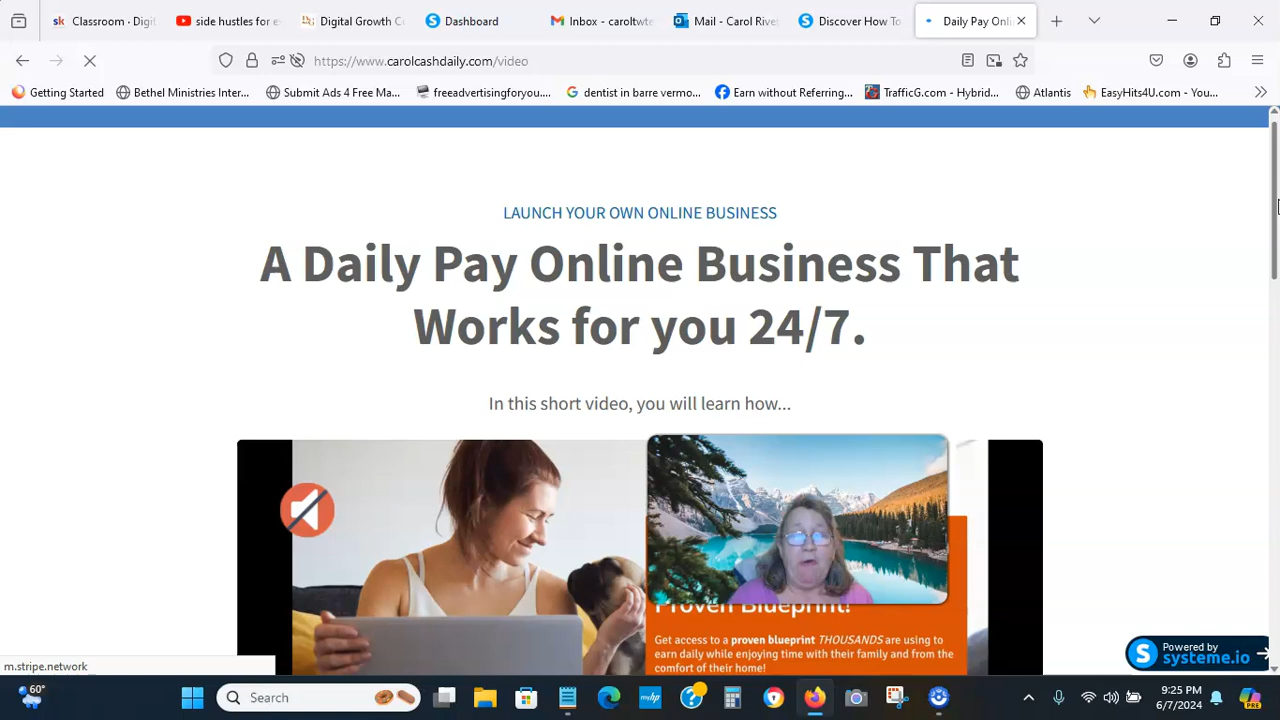 Classroom - Digit
side hustles for e
Digital Growth Co
Dashboard
Inbox - caroltwte
Mail - Carol Rives
Discover How To
Daily Pay Onli
https://www.carolcashdaily.com/video
Getting Started
Bethel Ministries Inter...
Submit Ads 4 Free Ma...
freeadvertisingforyou....
dentist in barre vermo...
Earn without Referring...
TrafficG.com - Hybrid...
Atlantis
EasyHits4U.com - You...
LAUNCH YOUR OWN ONLINE BUSINESS
A Daily Pay Online Business That
Works for you 24/7.
In this short video, you will learn how...
Proven Blueprint!
Get access to a proven blueprint THOUSANDS are using to
earn daily while enjoying time with their family and from the
comfort of their home!
Powered by
systeme.io
m.stripe.network
60°
Search
9:25 PM
6/7/2024